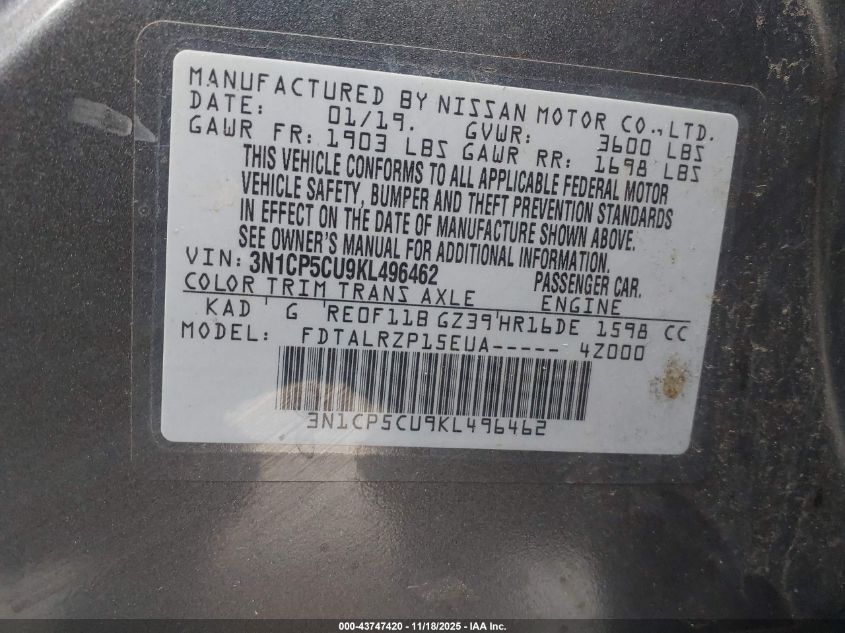 MANUFACTURED BY NISSAN MOTOR CO.,LTD.
DATE: 01/19. GVWR: 3600 LBS
GAWR FR: 1903 LBS GAWR RR: 1698 LBS
THIS VEHICLE CONFORMS TO ALL APPLICABLE FEDERAL MOTOR
VEHICLE SAFETY, BUMPER AND THEFT PREVENTION STANDARDS
IN EFFECT ON THE DATE OF MANUFACTURE SHOWN ABOVE.
SEE OWNER'S MANUAL FOR ADDITIONAL INFORMATION.
VIN: 3N1CP5CU9KL496462 PASSENGER CAR.
COLOR TRIM TRANS AXLE ENGINE
KAD ' G ' RE0F11B GZ39'HR16DE 1598 CC
MODEL: FDTALRZP15EUA----- 4Z000
3N1CP5CU9KL496462
000-43747420 - 11/18/2025 - IAA Inc.